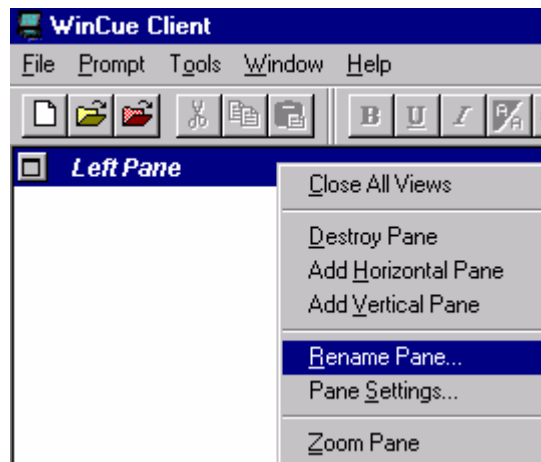 WinCue Client
File Prompt Tools Window Help
B U I P/A
Left Pane
Close All Views
Destroy Pane
Add Horizontal Pane
Add Vertical Pane
Rename Pane...
Pane Settings...
Zoom Pane